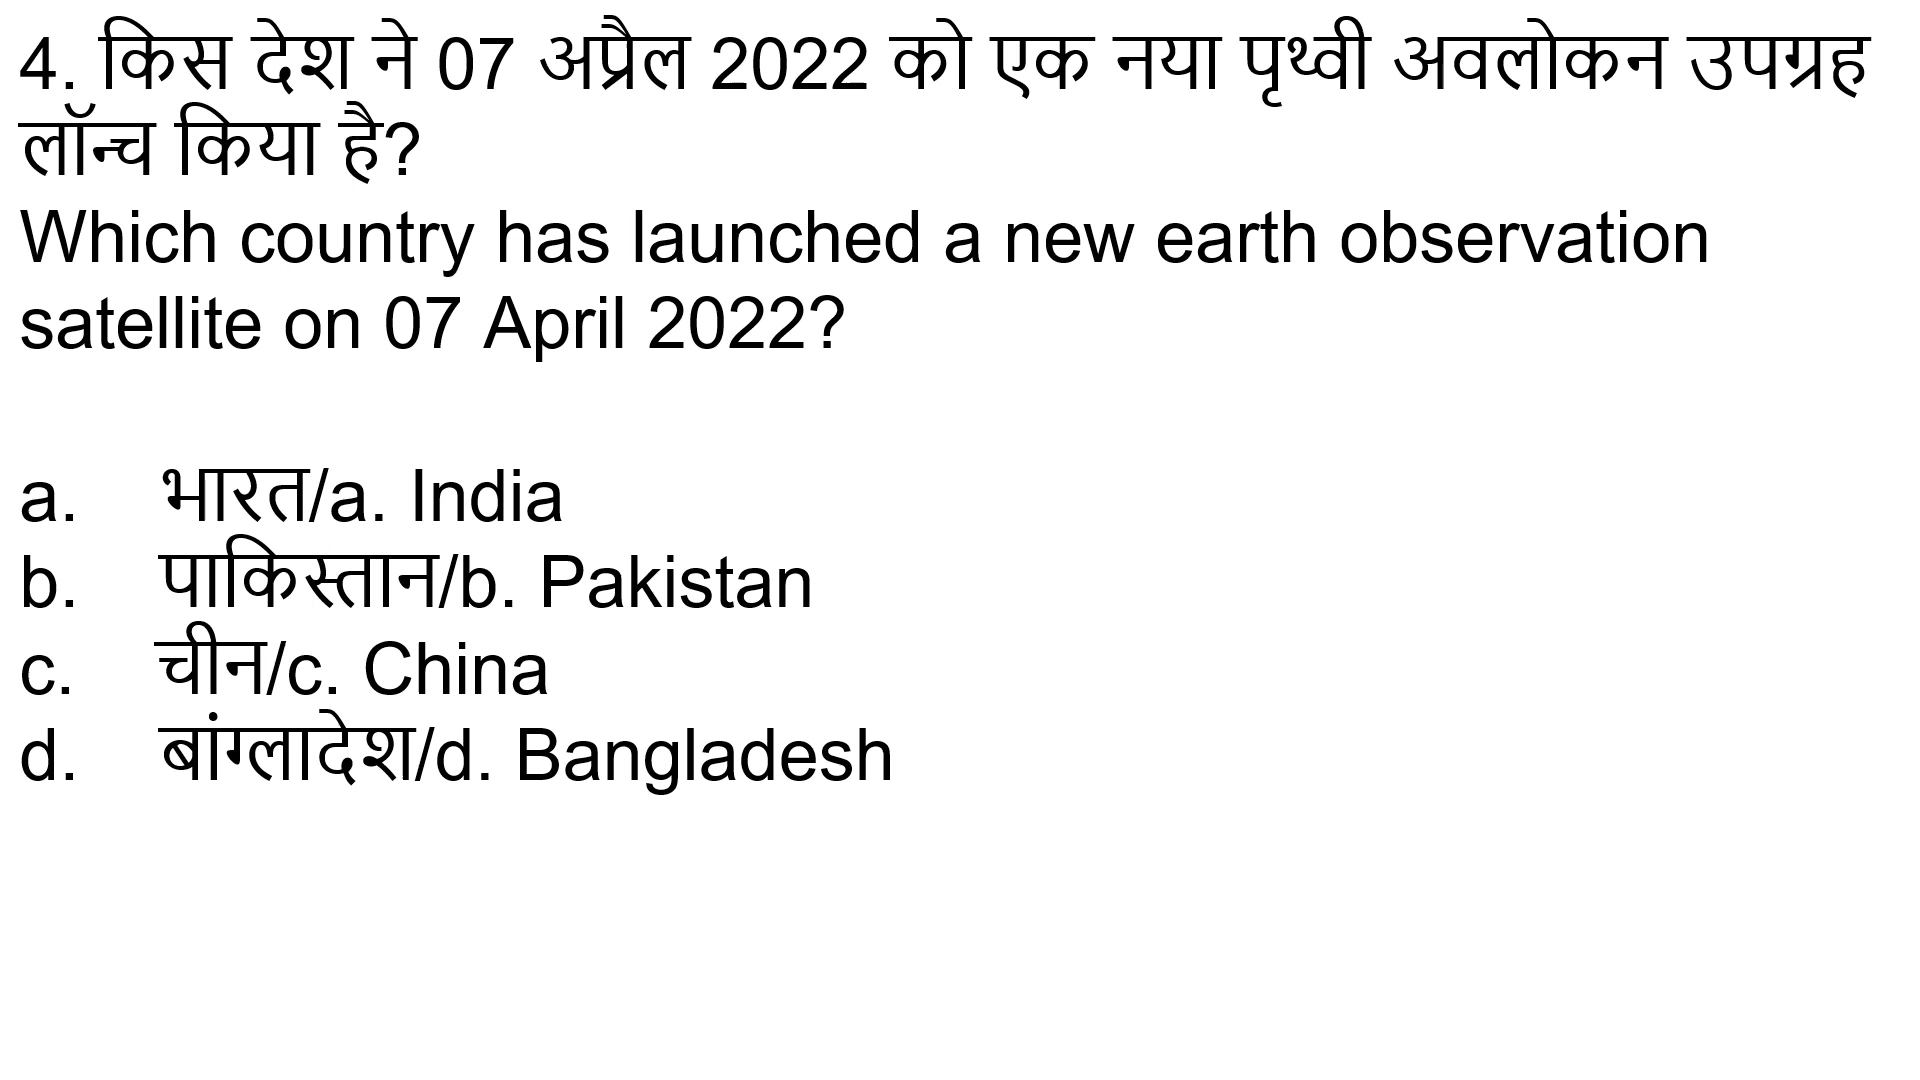 4. किस देश ने 07 अप्रैल 2022 को एक नया पृथ्वी अवलोकन उपग्रह
लॉन्च किया है?
Which country has launched a new earth observation
satellite on 07 April 2022?
a. भारत/a. India
b. पाकिस्तान/b. Pakistan
c. चीन/c. China
d. बांग्लादेश/d. Bangladesh